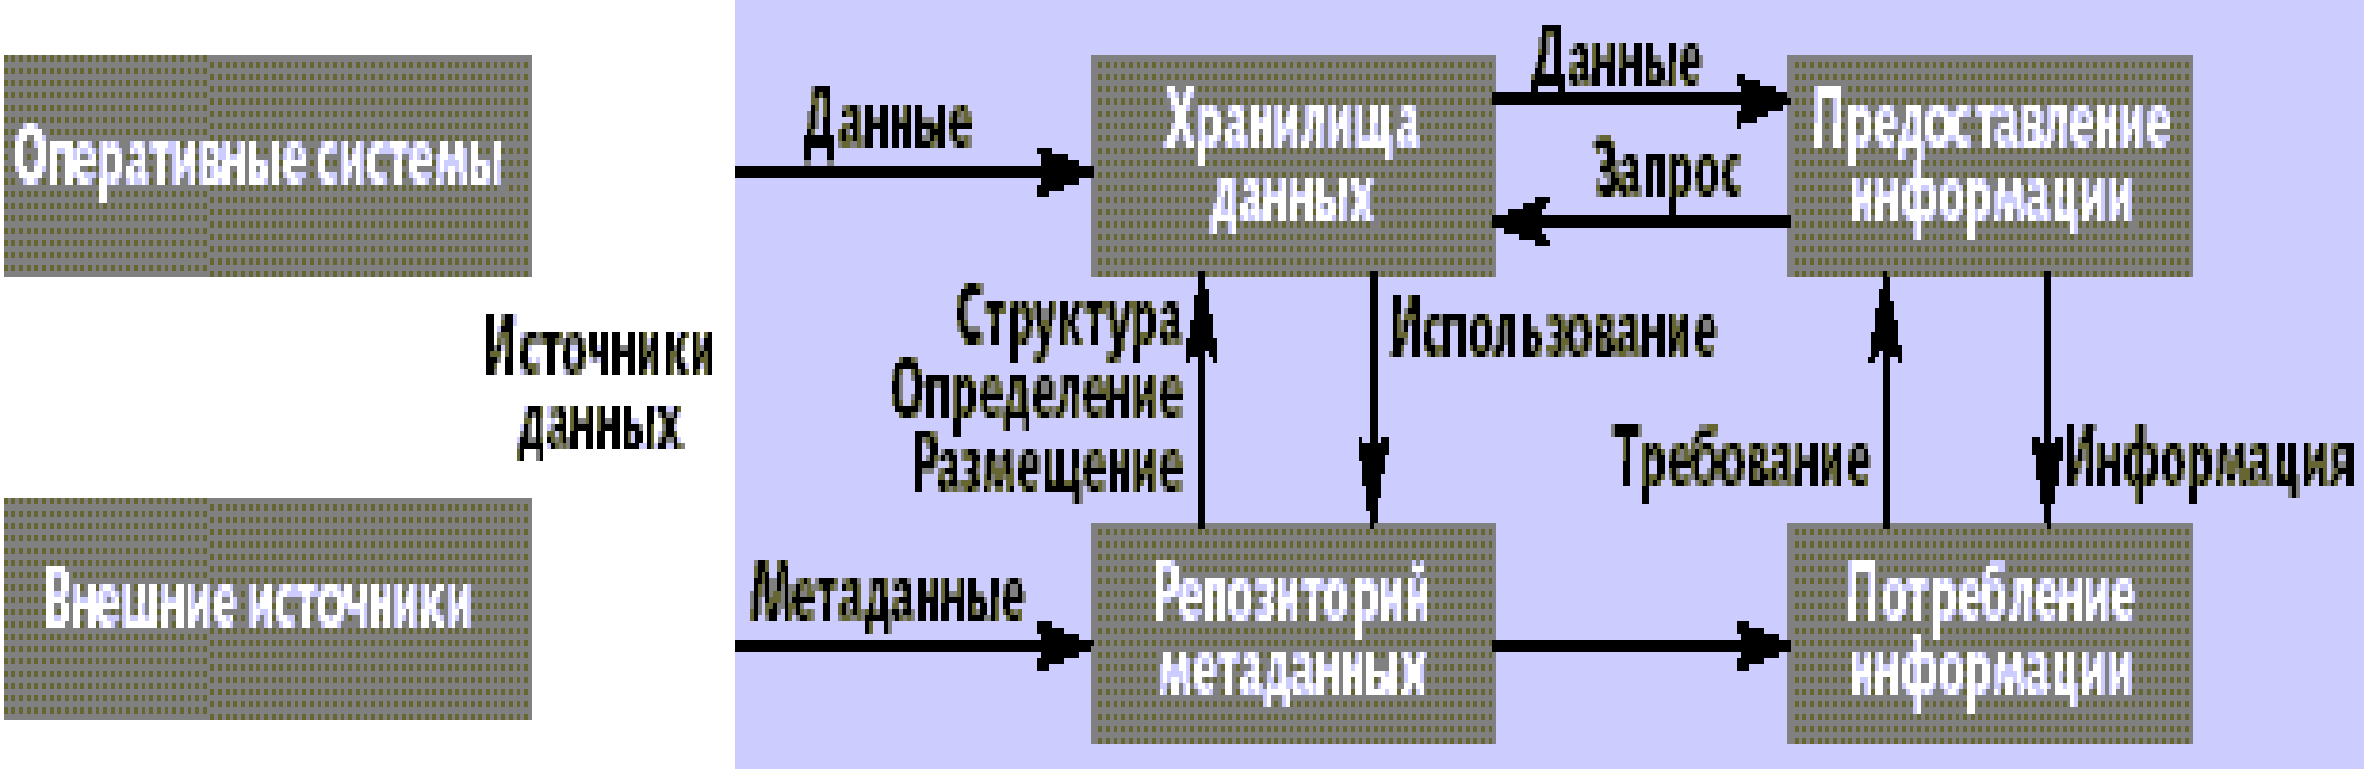 Оперативные системы
Источники
данных
Внешние источники
Данные
Хранилища
данных
Данные
Запрос
Предоставление
информации
Структура
Определение
Размещение
Использование
Требование
Информация
Метаданные
Репозиторий
метаданных
Потребление
информации